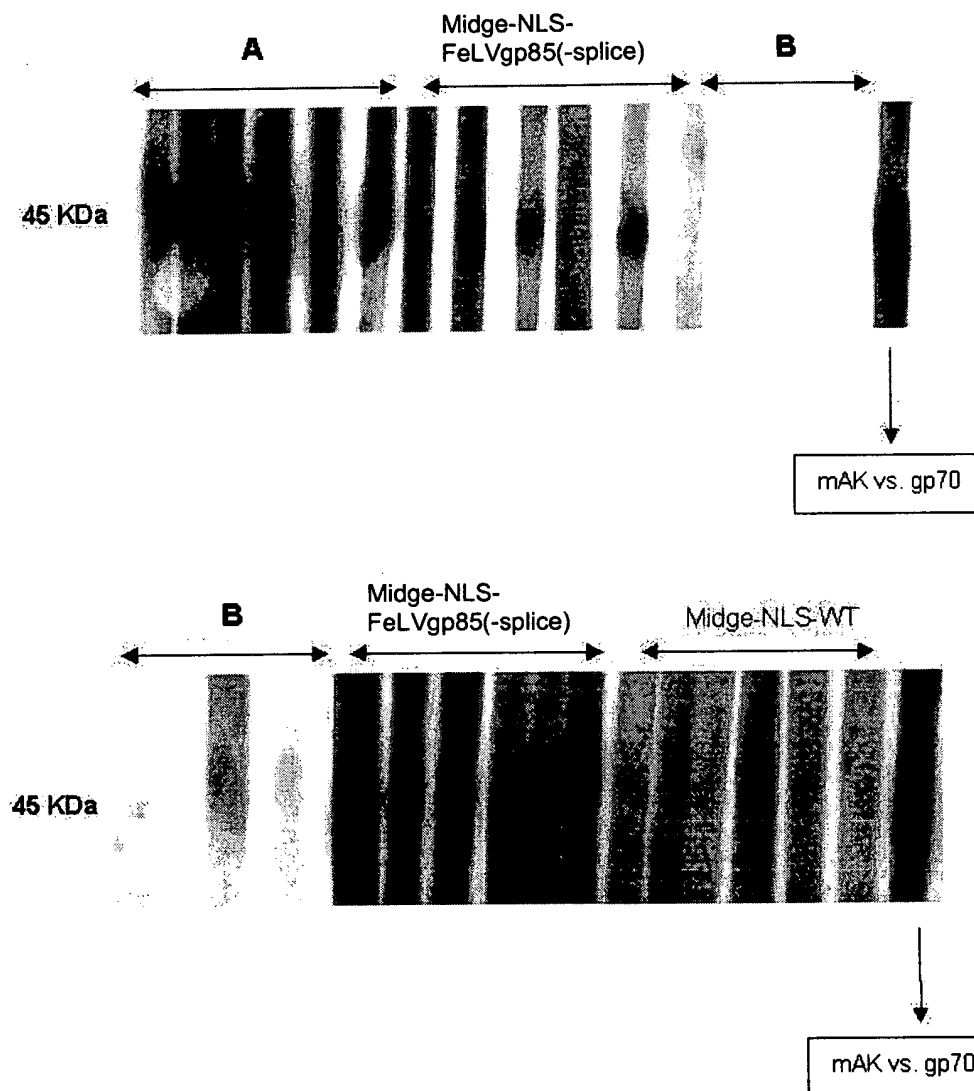 A
Midge-NLS-
FeLVgp85(-splice)
B
45 KDa
mAK vs. gp70
B
Midge-NLS-
FeLVgp85(-splice)
Midge-NLS-WT
45 KDa
mAK vs. gp70